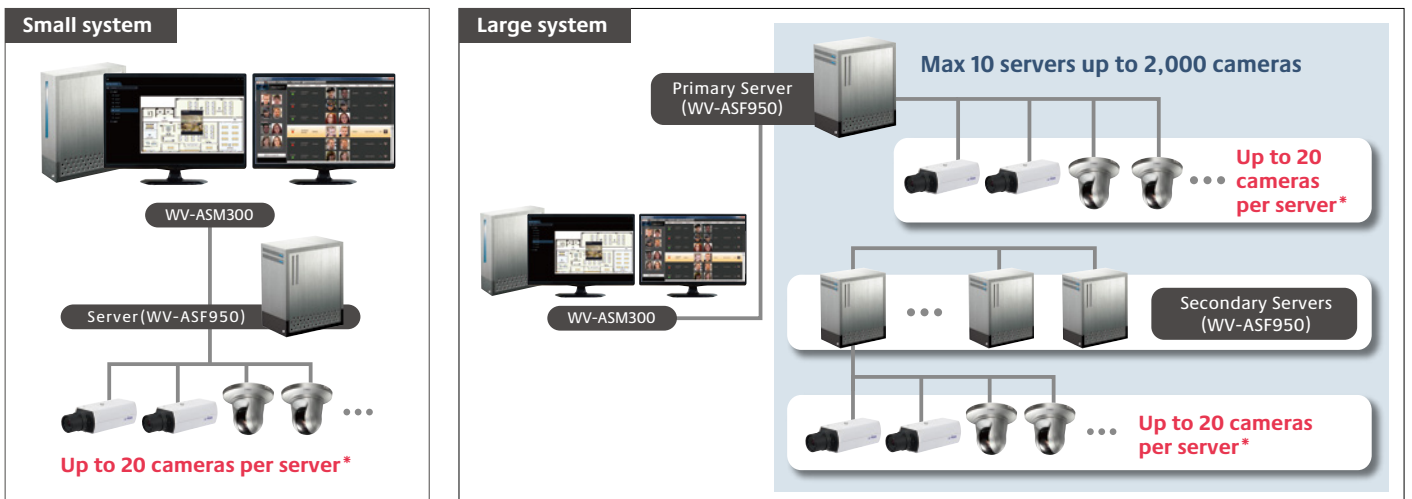 Small system
WV-ASM300
Server(WV-ASF950)
Up to 20 cameras per server*
Large system
Max 10 servers up to 2,000 cameras
Primary Server
(WV-ASF950)
Up to 20
cameras
per server*
WV-ASM300
Secondary Servers
(WV-ASF950)
Up to 20 cameras
per server*